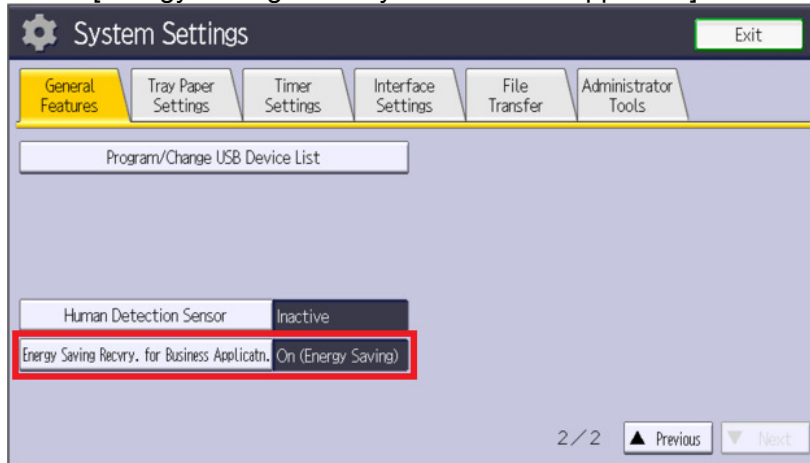 System Settings
Exit
General Features
Tray Paper Settings
Timer Settings
Interface Settings
File Transfer
Administrator Tools
Program/Change USB Device List
Human Detection Sensor Inactive
Energy Saving Recvry. for Business Applicatn. On (Energy Saving)
2/2 ▲ Previous ▼ Next